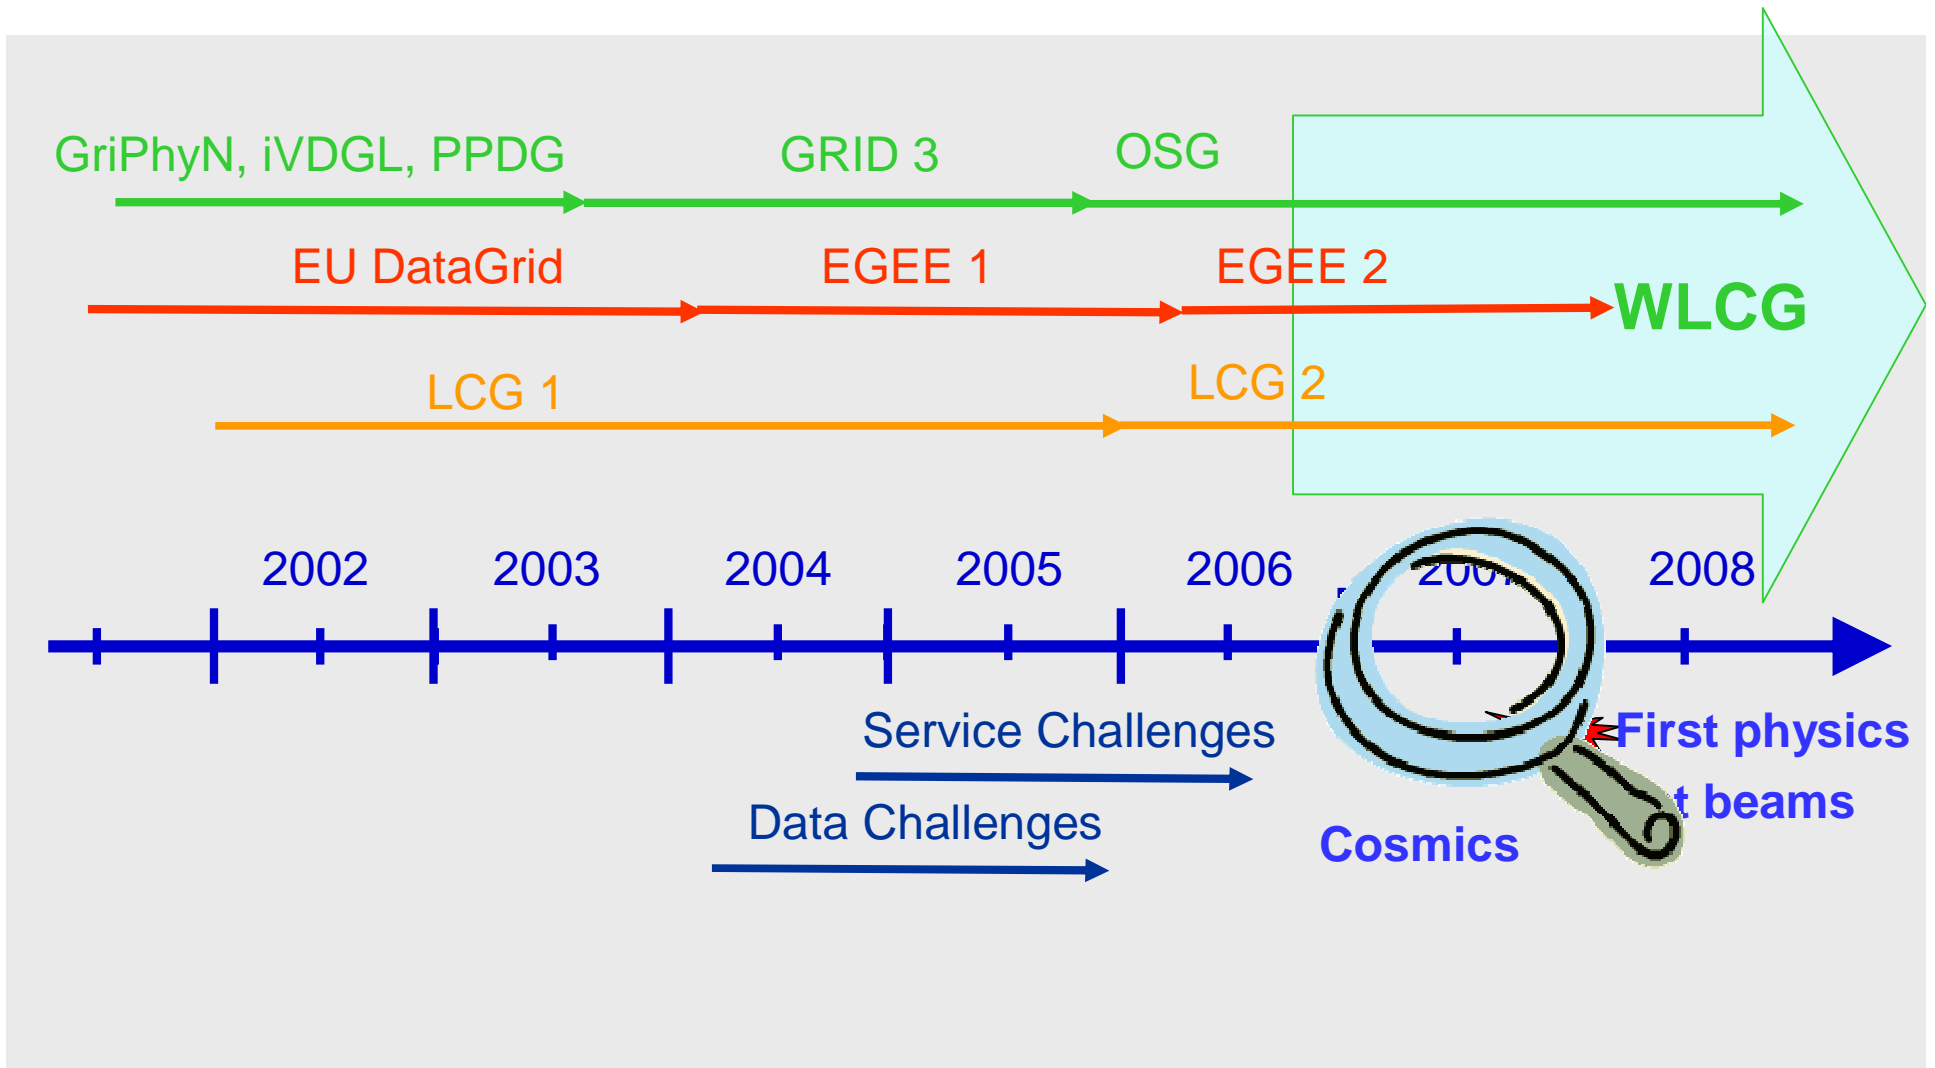 GriPhyN, iVDGL, PPDG GRID 3 OSG
EU DataGrid EGEE 1 EGEE 2
WLCG
LCG 1 LCG 2
2002 2003 2004 2005 2006 2007 2008
Service Challenges First physics
Data Challenges beams
Cosmics